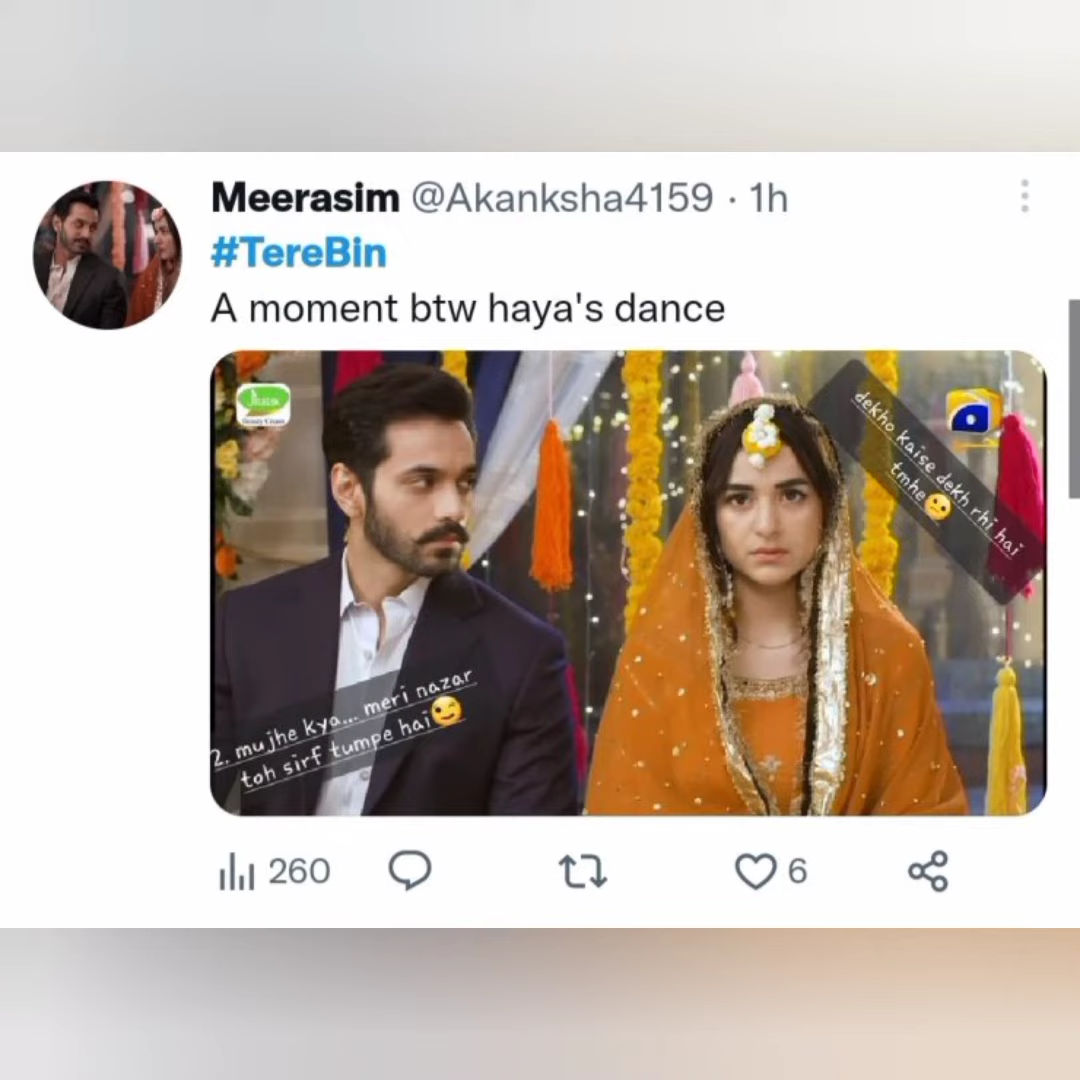 Meerasim @Akanksha4159 · 1h
#TereBin
A moment btw haya's dance
dekho kaise dekh rhi hai
tmhe😕
2. mujhe kya... meri nazar
toh sirf tumpe hai😉
260
6